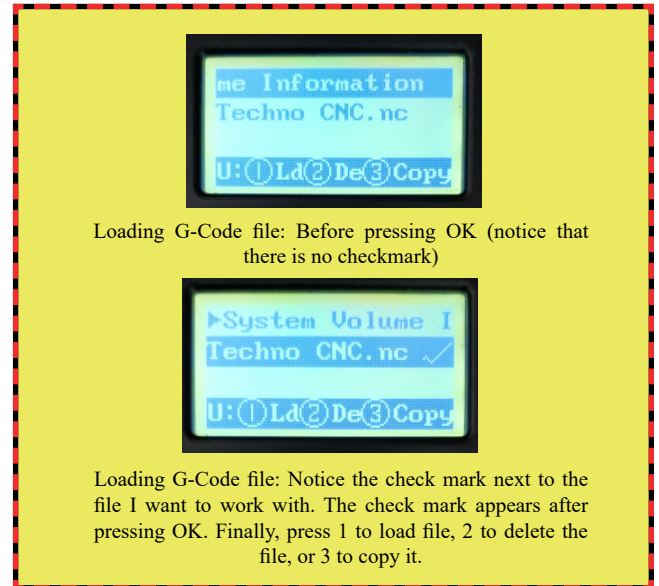 me Information
Techno CNC.nc
U:①Ld②De③Copy
Loading G-Code file: Before pressing OK (notice that
there is no checkmark)
▶System Volume I
Techno CNC.nc ✓
U:①Ld②De③Copy
Loading G-Code file: Notice the check mark next to the
file I want to work with. The check mark appears after
pressing OK. Finally, press 1 to load file, 2 to delete the
file, or 3 to copy it.